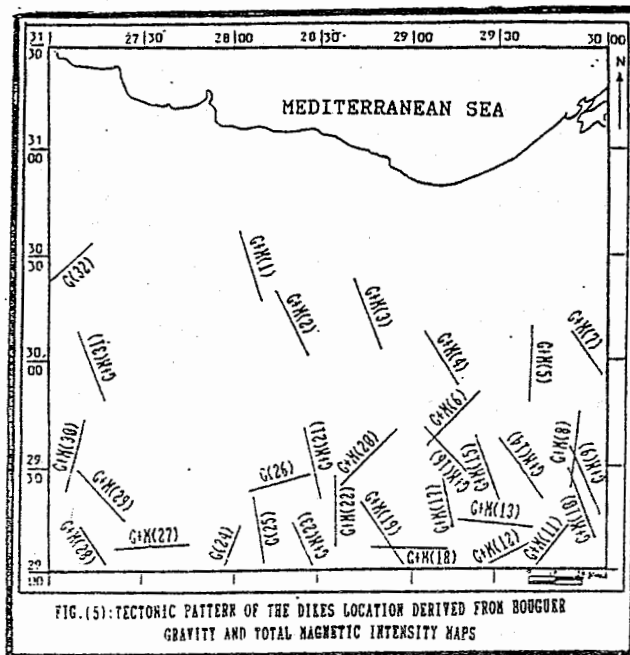 31 30
27 30
28 00
28 30
29 00
29 30
30 00
N
MEDITERRANEAN SEA
31 00
30 30
G(32)
G+M(1)
G+M(2)
G+M(3)
30 00
G+M(31)
G+M(4)
G+M(5)
G+M(7)
G+M(6)
G+M(30)
G+M(21)
G+M(20)
G+M(16)
G+M(15)
G+M(14)
G+M(8)
G+M(9)
29 30
G+M(29)
G(26)
G+M(22)
G+M(19)
G+M(17)
G+M(13)
G+M(10)
G+M(28)
G+M(27)
G(24)
G(25)
G+M(23)
G+M(18)
G+M(12)
G+M(11)
29 00
FIG.(5):TECTONIC PATTERN OF THE DIKES LOCATION DERIVED FROM BOUGUER
GRAVITY AND TOTAL MAGNETIC INTENSITY MAPS